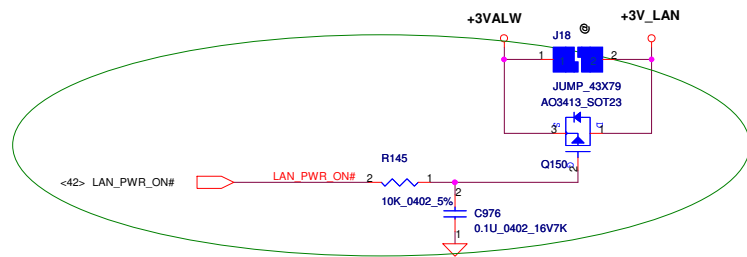 +3VALW
@
+3V_LAN
J18
1
1
2
2
JUMP_43X79
AO3413_SOT23
S
D
3
1
Q150
G
2
R145
<42> LAN_PWR_ON#
LAN_PWR_ON#
2
1
10K_0402_5%
2
C976
0.1U_0402_16V7K
1